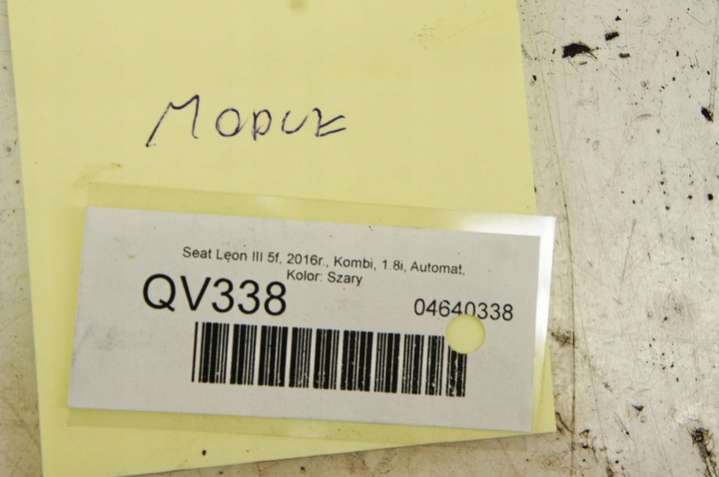 MODUŁ
Seat Leon III 5f, 2016r., Kombi, 1.8i, Automat,
Kolor: Szary
QV338
04640338